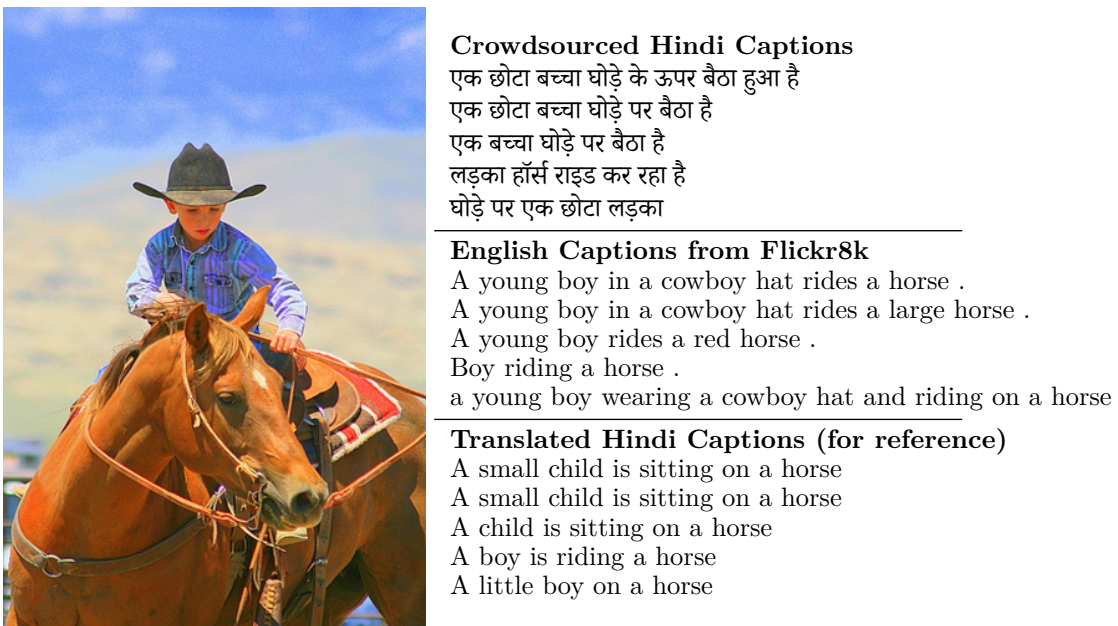 Crowdsourced Hindi Captions
एक छोटा बच्चा घोड़े के ऊपर बैठा हुआ है
एक छोटा बच्चा घोड़े पर बैठा है
एक बच्चा घोड़े पर बैठा है
लड़का हॉर्स राइड कर रहा है
घोड़े पर एक छोटा लड़का
English Captions from Flickr8k
A young boy in a cowboy hat rides a horse .
A young boy in a cowboy hat rides a large horse .
A young boy rides a red horse .
Boy riding a horse .
a young boy wearing a cowboy hat and riding on a horse
Translated Hindi Captions (for reference)
A small child is sitting on a horse
A small child is sitting on a horse
A child is sitting on a horse
A boy is riding a horse
A little boy on a horse